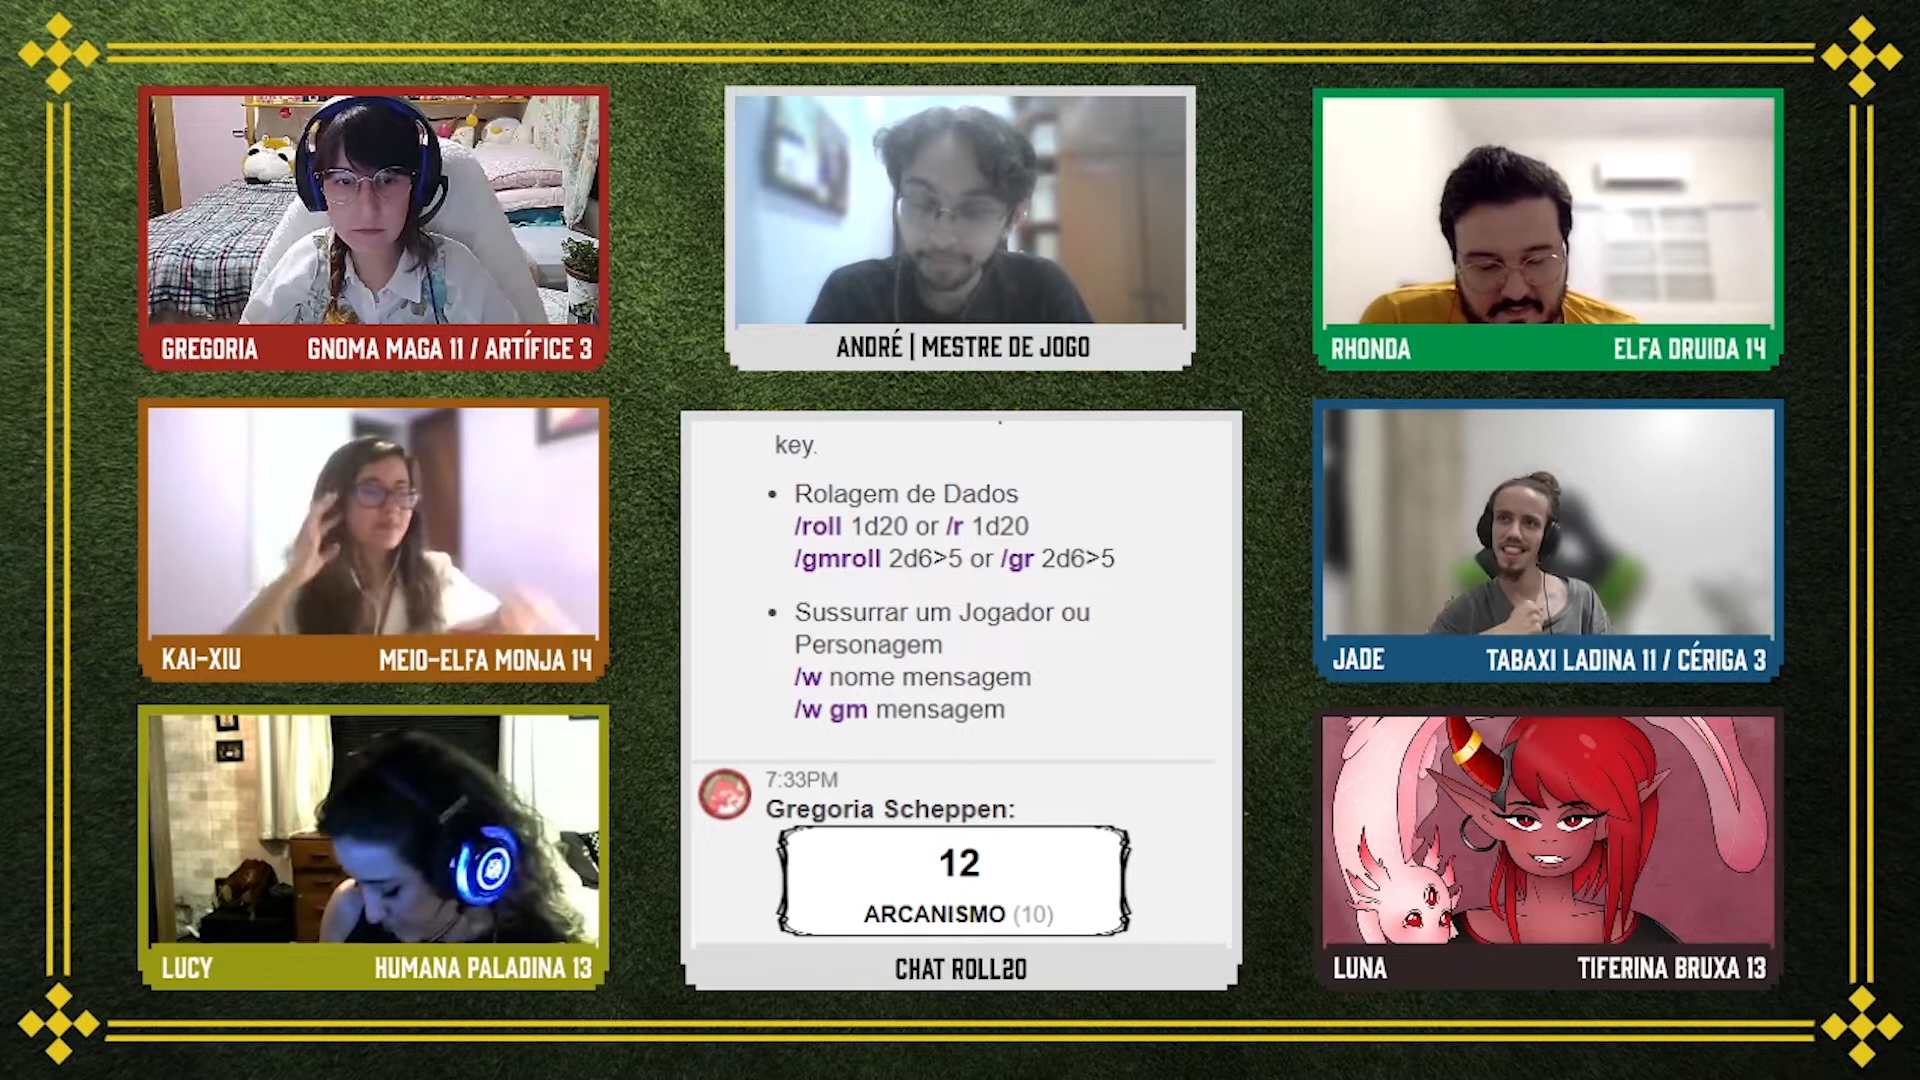 GREGORIA GNOMA MAGA 11 / ARTÍFICE 3
ANDRÉ | MESTRE DE JOGO
RHONDA ELFA DRUIDA 14
KAI-XIU MEIO-ELFA MONJA 14
JADE TABAXI LADINA 11 / CÉRIGA 3
LUCY HUMANA PALADINA 13
LUNA TIFERINA BRUXA 13
key.
• Rolagem de Dados
/roll 1d20 or /r 1d20
/gmroll 2d6>5 or /gr 2d6>5
• Sussurrar um Jogador ou
Personagem
/w nome mensagem
/w gm mensagem
7:33PM
Gregoria Scheppen:
12
ARCANISMO (10)
CHAT ROLL20